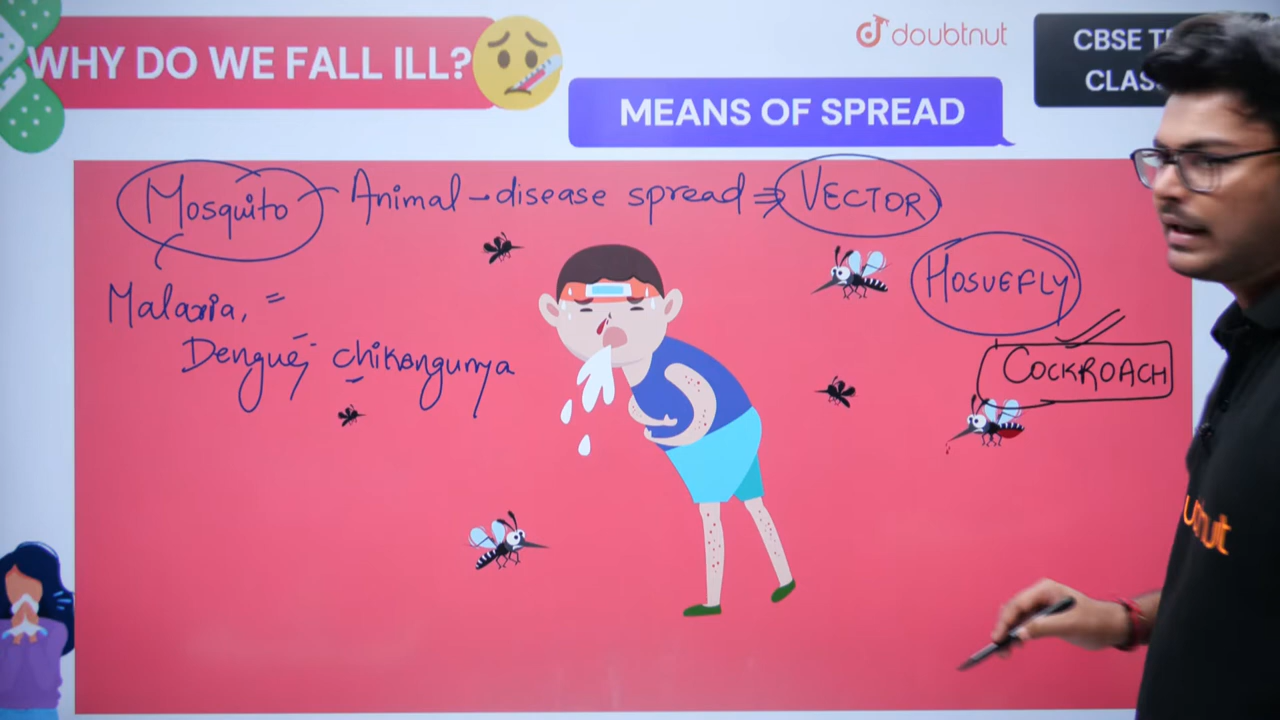 WHY DO WE FALL ILL?
doubtnut
CBSE
CLAS
MEANS OF SPREAD
Mosquito - Animal - disease spread ⇒ VECTOR
HOSUEFLY
Malaria,
Dengue, chikongunya
COCKROACH